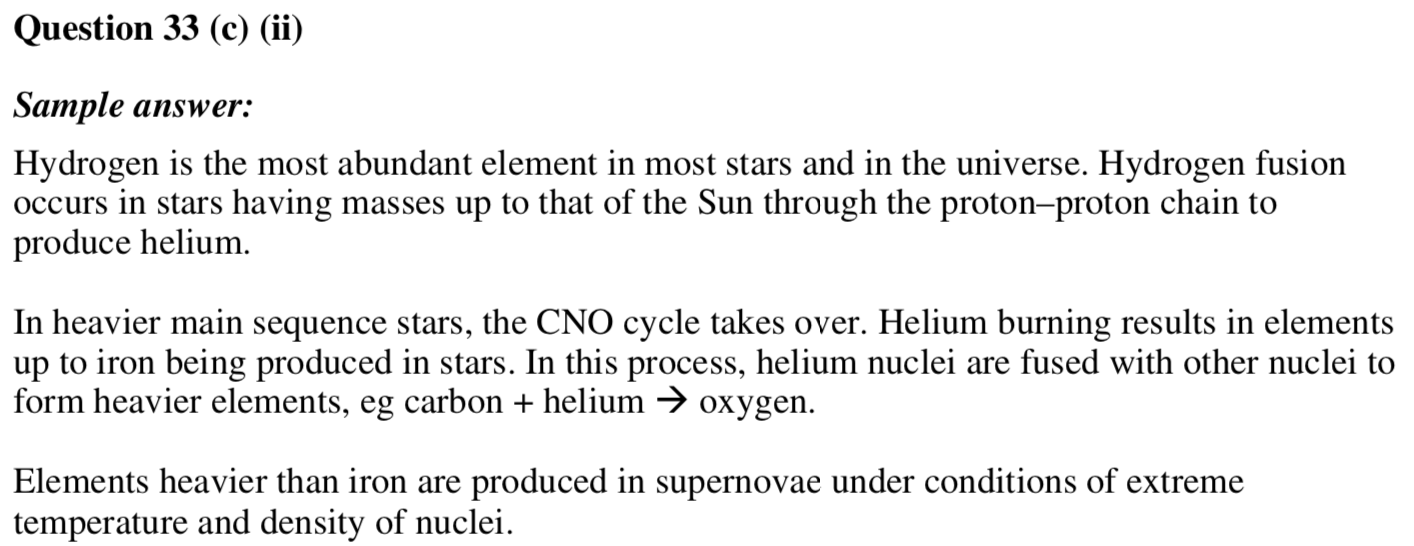 Question 33 (c) (ii)
Sample answer:
Hydrogen is the most abundant element in most stars and in the universe. Hydrogen fusion
occurs in stars having masses up to that of the Sun through the proton–proton chain to
produce helium.
In heavier main sequence stars, the CNO cycle takes over. Helium burning results in elements
up to iron being produced in stars. In this process, helium nuclei are fused with other nuclei to
form heavier elements, eg carbon + helium → oxygen.
Elements heavier than iron are produced in supernovae under conditions of extreme
temperature and density of nuclei.